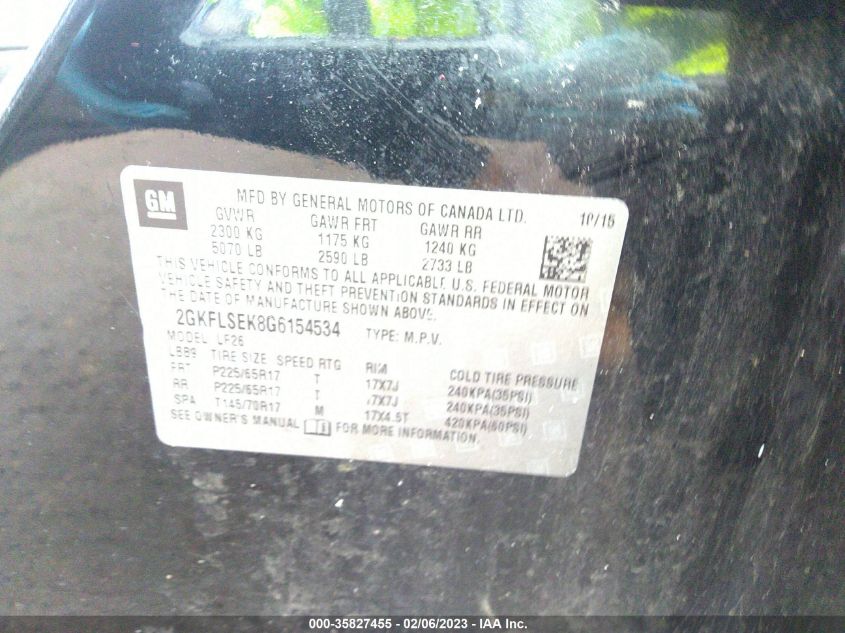 GM
MFD BY GENERAL MOTORS OF CANADA LTD. 10/15
GVWR GAWR FRT GAWR RR
2300 KG 1175 KG 1240 KG
5070 LB 2590 LB 2733 LB
THIS VEHICLE CONFORMS TO ALL APPLICABLE U.S. FEDERAL MOTOR
VEHICLE SAFETY AND THEFT PREVENTION STANDARDS IN EFFECT ON
THE DATE OF MANUFACTURE SHOWN ABOVE.
2GKFLSEK8G6154534 TYPE: M.P.V.
MODEL LF26
LBB9 TIRE SIZE SPEED RTG RIM COLD TIRE PRESSURE
FRT P225/65R17 T 17X7J 240KPA(35PSI)
RR P225/65R17 T 17X7J 240KPA(35PSI)
SPA T145/70R17 M 17X4.5T 420KPA(60PSI)
SEE OWNER'S MANUAL FOR MORE INFORMATION.
000-35827455 - 02/06/2023 - IAA Inc.